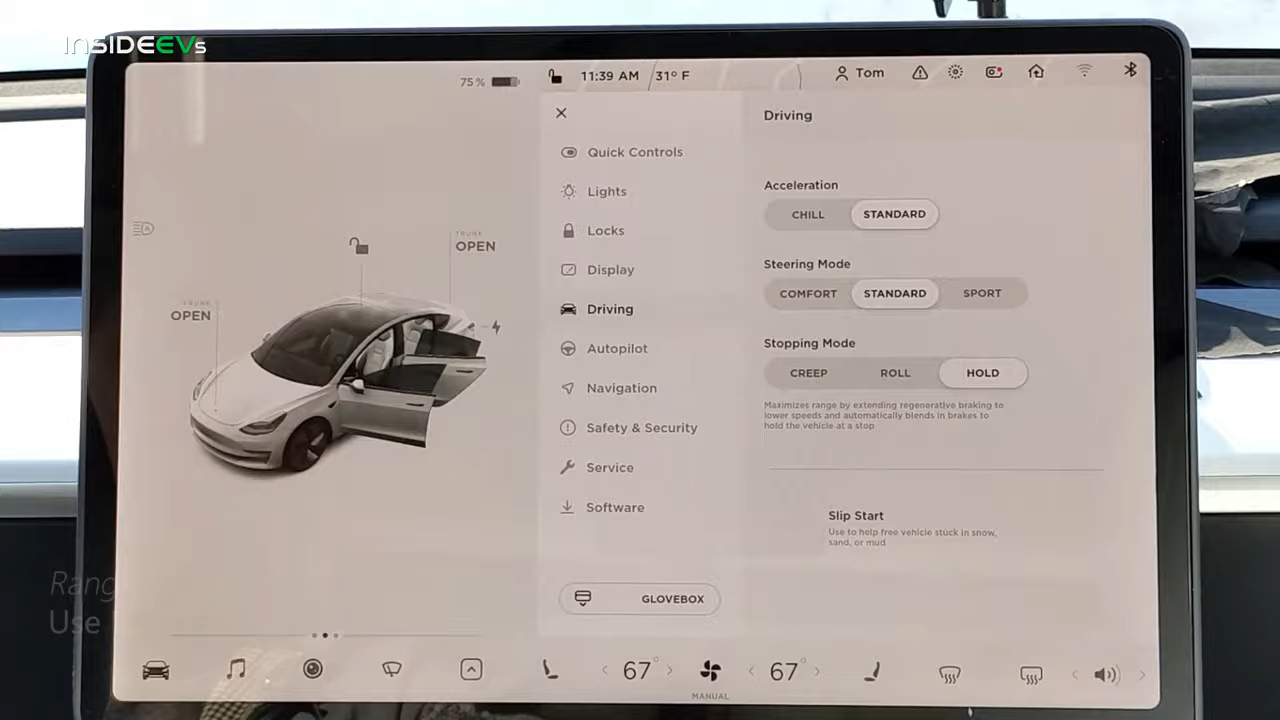 INSIDEEVs
75 %
11:39 AM
31° F
Tom
Driving
Quick Controls
Lights
Locks
Display
Driving
Autopilot
Navigation
Safety & Security
Service
Software
GLOVEBOX
TRUNK
OPEN
TRUNK
OPEN
Acceleration
CHILL STANDARD
Steering Mode
COMFORT STANDARD SPORT
Stopping Mode
CREEP ROLL HOLD
Maximizes range by extending regenerative braking to
lower speeds and automatically blends in brakes to
hold the vehicle at a stop
Slip Start
Use to help free vehicle stuck in snow,
sand, or mud
Rang
Use
67°
67°
MANUAL